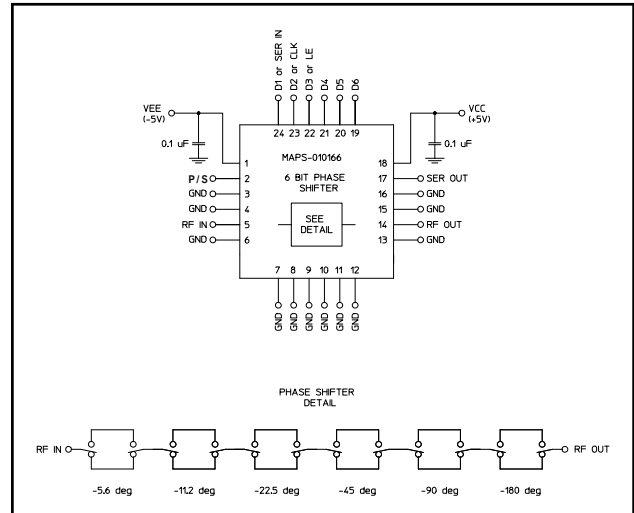 D1 or SER IN
D2 or CLK
D3 or LE
D4
D5
D6
VEE
(-5V)
VCC
(+5V)
0.1 uF
0.1 uF
24 23 22 21 20 19
MAPS-010166
6 BIT PHASE
SHIFTER
SEE
DETAIL
1
P/S 2
GND 3
GND 4
RF IN 5
GND 6
18
17 SER OUT
16 GND
15 GND
14 RF OUT
13 GND
7 8 9 10 11 12
GND GND GND GND GND GND
PHASE SHIFTER
DETAIL
RF IN
RF OUT
-5.6 deg -11.2 deg -22.5 deg -45 deg -90 deg -180 deg